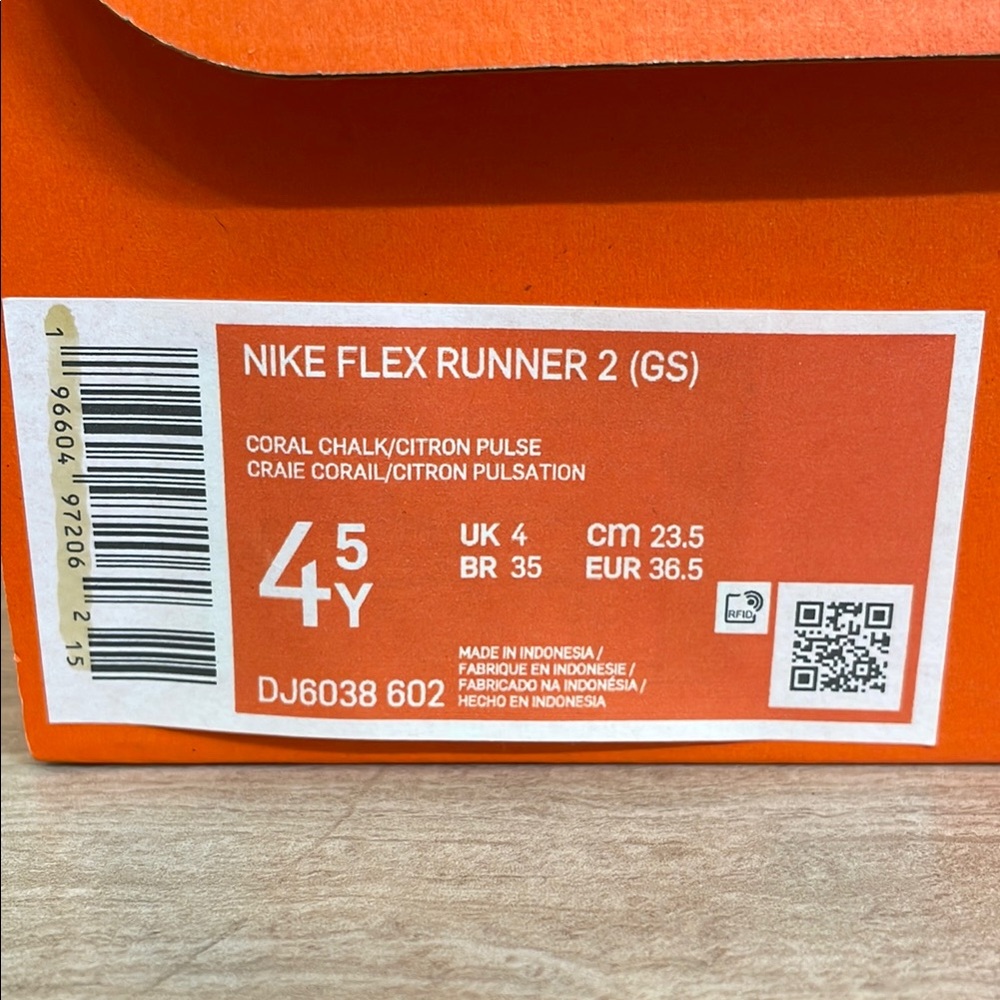 1 96604 97206 2 15
NIKE FLEX RUNNER 2 (GS)
CORAL CHALK/CITRON PULSE
CRAIE CORAIL/CITRON PULSATION
4 5Y
UK 4 cm 23.5
BR 35 EUR 36.5
RFID
MADE IN INDONESIA /
FABRIQUE EN INDONESIE /
FABRICADO NA INDONÉSIA /
HECHO EN INDONESIA
DJ6038 602